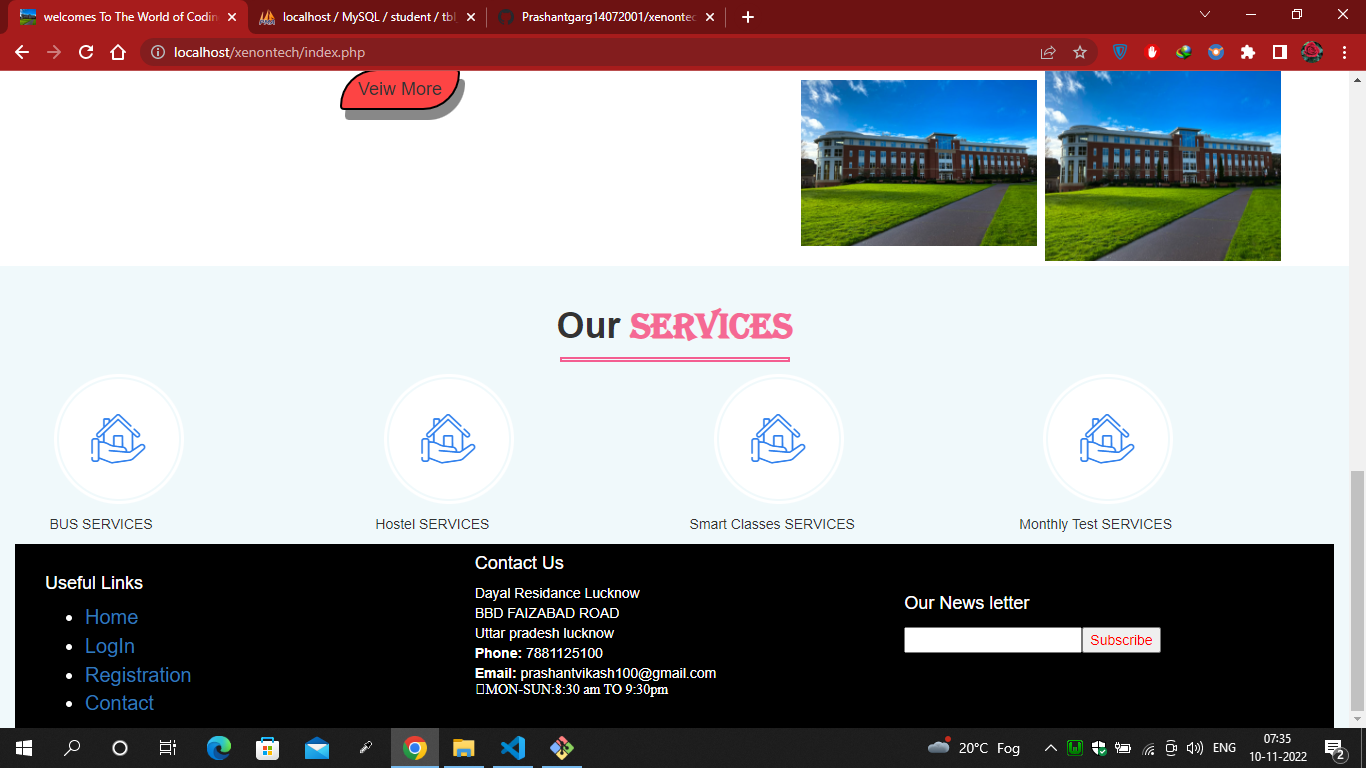 welcomes To The World of Codin
localhost / MySQL / student / tbl
Prashantgarg14072001/xenontec
localhost/xenontech/index.php
Veiw More
Our SERVICES
BUS SERVICES
Hostel SERVICES
Smart Classes SERVICES
Monthly Test SERVICES
Useful Links
Home
LogIn
Registration
Contact
Contact Us
Dayal Residance Lucknow
BBD FAIZABAD ROAD
Uttar pradesh lucknow
Phone: 7881125100
Email: prashantvikash100@gmail.com
MON-SUN:8:30 am TO 9:30pm
Our News letter
Subscribe
20°C Fog
ENG
07:35
10-11-2022
2